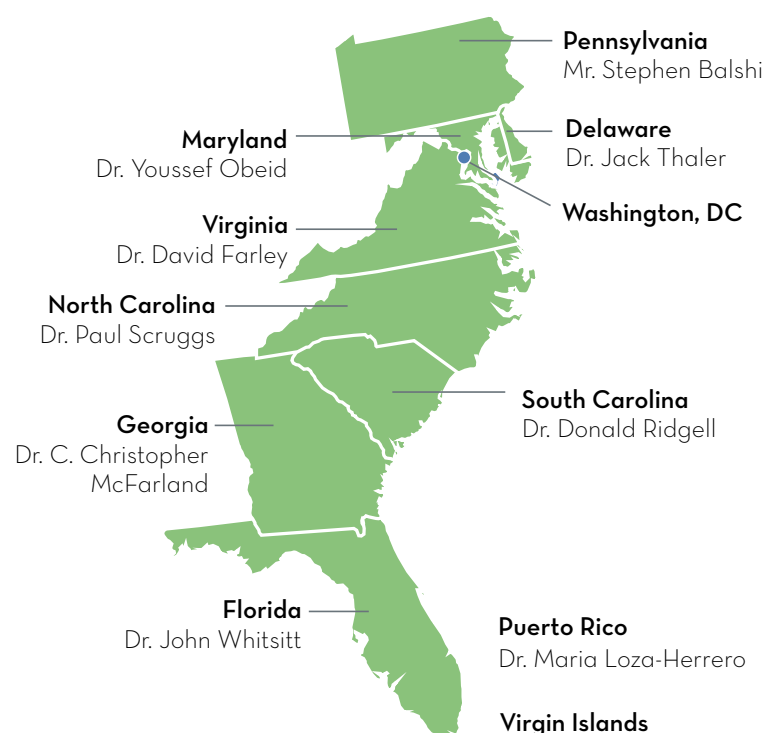 Pennsylvania
Mr. Stephen Balshi
Maryland
Dr. Youssef Obeid
Delaware
Dr. Jack Thaler
Washington, DC
Virginia
Dr. David Farley
North Carolina
Dr. Paul Scruggs
South Carolina
Dr. Donald Ridgell
Georgia
Dr. C. Christopher
McFarland
Florida
Dr. John Whitsitt
Puerto Rico
Dr. Maria Loza-Herrero
Virgin Islands